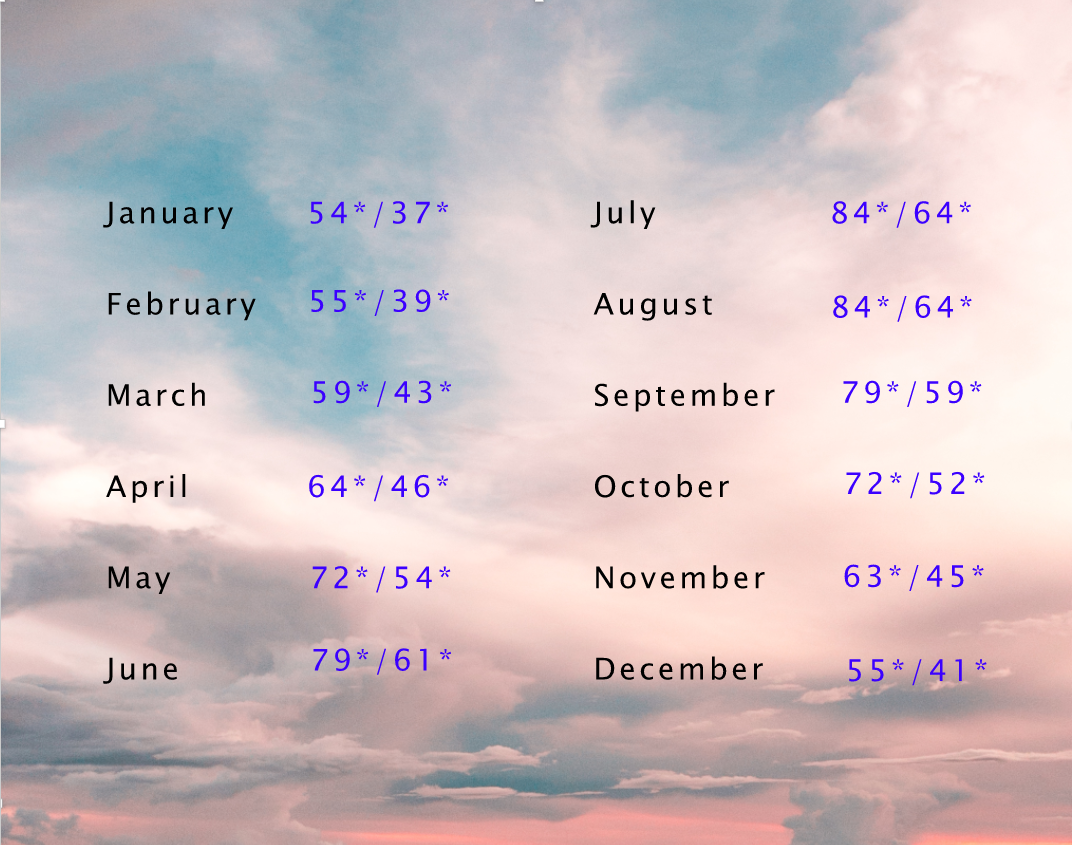 January 54*/37*
February 55*/39*
March 59*/43*
April 64*/46*
May 72*/54*
June 79*/61*
July 84*/64*
August 84*/64*
September 79*/59*
October 72*/52*
November 63*/45*
December 55*/41*